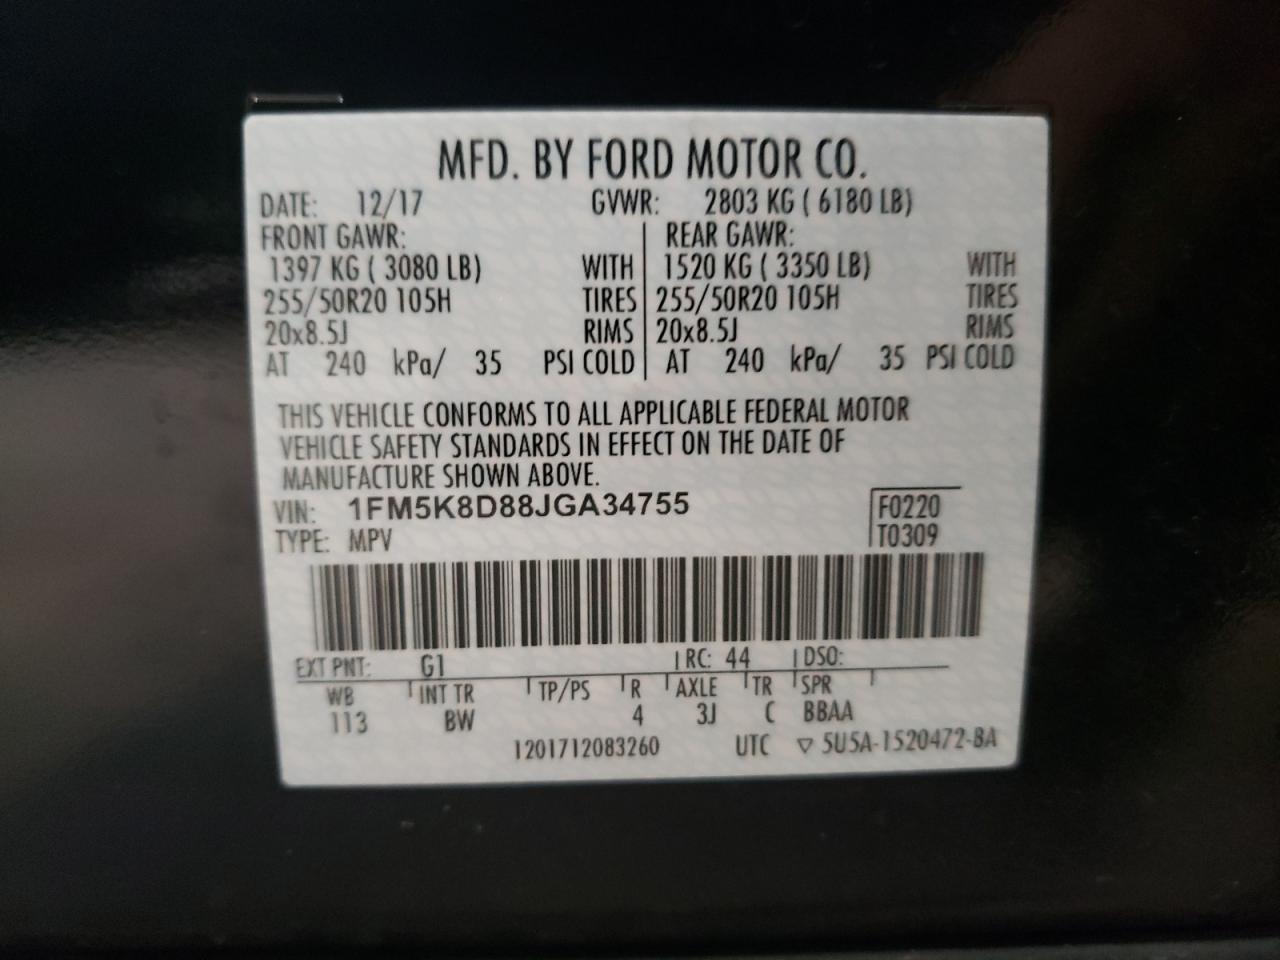 MFD. BY FORD MOTOR CO.
DATE: 12/17 GVWR: 2803 KG ( 6180 LB)
FRONT GAWR: REAR GAWR:
1397 KG ( 3080 LB) WITH 1520 KG ( 3350 LB) WITH
255/50R20 105H TIRES 255/50R20 105H TIRES
20x8.5J RIMS 20x8.5J RIMS
AT 240 kPa/ 35 PSI COLD AT 240 kPa/ 35 PSI COLD
THIS VEHICLE CONFORMS TO ALL APPLICABLE FEDERAL MOTOR
VEHICLE SAFETY STANDARDS IN EFFECT ON THE DATE OF
MANUFACTURE SHOWN ABOVE.
VIN: 1FM5K8D88JGA34755 F0220
TYPE: MPV T0309
EXT PNT: G1 RC: 44 DSO:
WB INT TR TP/PS R AXLE TR SPR
113 BW 4 3J C BBAA
1201712083260 UTC ▽ 5U5A-1520472-BA